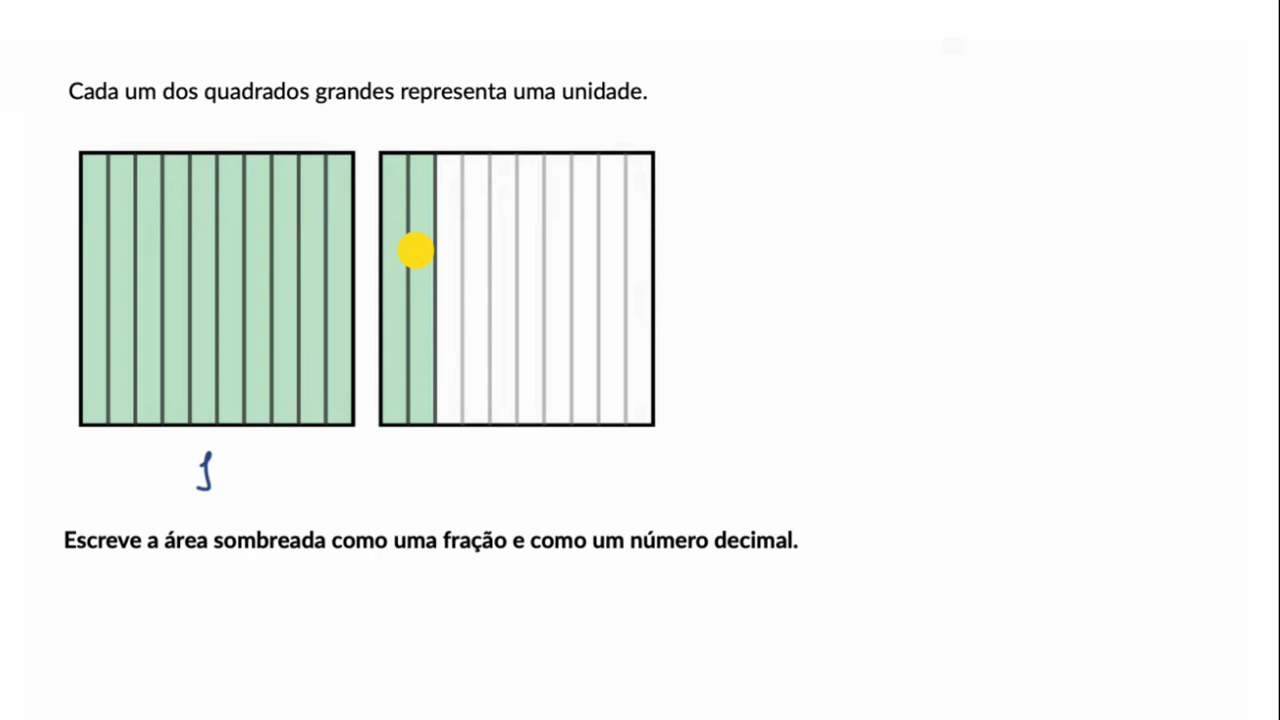 Cada um dos quadrados grandes representa uma unidade.
1
Escreve a área sombreada como uma fração e como um número decimal.